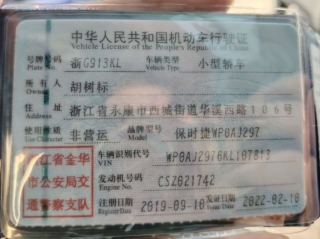 中华人民共和国机动车行驶证
Vehicle License of the People's Republic of China
号牌号码 浙G913KL 车辆类型 小型轿车
Plate No. Vehicle Type
所有人 胡树标
Owner
住址 浙江省永康市西城街道华溪西路106号
Address
使用性质 非营运 品牌型号 保时捷WP0AJ297
Use Character Model
浙江省金华市公安局交通警察支队
车辆识别代号 WP0AJ2976KL107813
VIN
发动机号码 CSZ021742
Engine No.
注册日期 2019-09-10 发证日期 2022-02-10
Register Date Issue Date